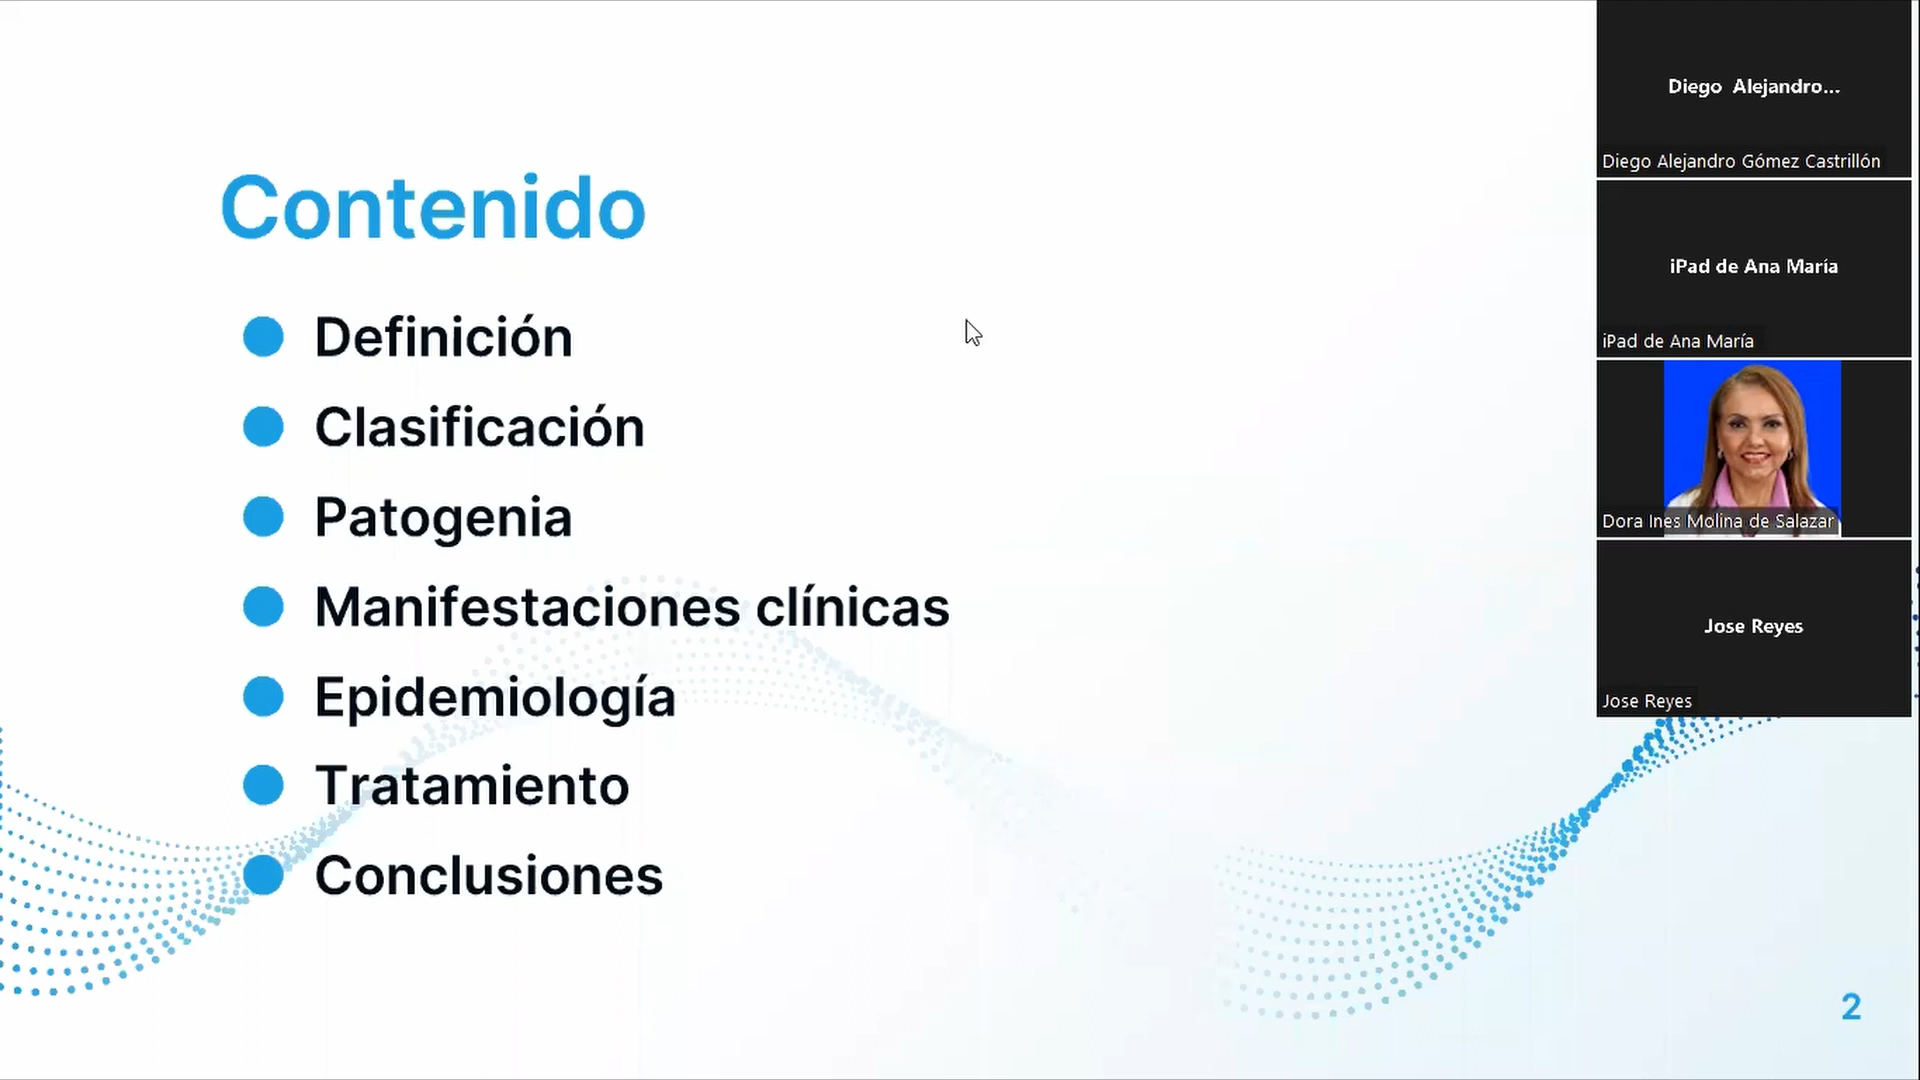 Contenido
Definición
Clasificación
Patogenia
Manifestaciones clínicas
Epidemiología
Tratamiento
Conclusiones
2
Diego Alejandro...
Diego Alejandro Gómez Castrillón
iPad de Ana María
iPad de Ana María
Dora Ines Molina de Salazar
Jose Reyes
Jose Reyes